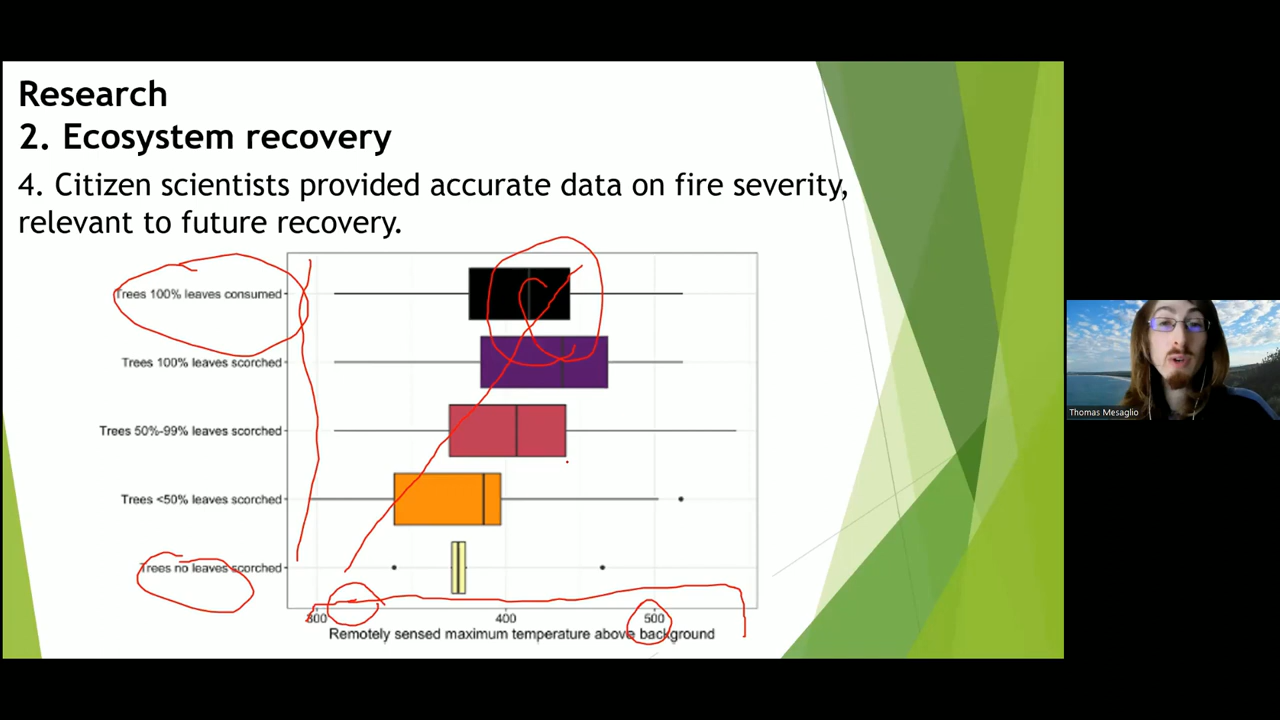 Research
2. Ecosystem recovery
4. Citizen scientists provided accurate data on fire severity,
relevant to future recovery.
Trees 100% leaves consumed
Trees 100% leaves scorched
Trees 50%-99% leaves scorched
Trees <50% leaves scorched
Trees no leaves scorched
300 400 500
Remotely sensed maximum temperature above background
Thomas Mesaglio